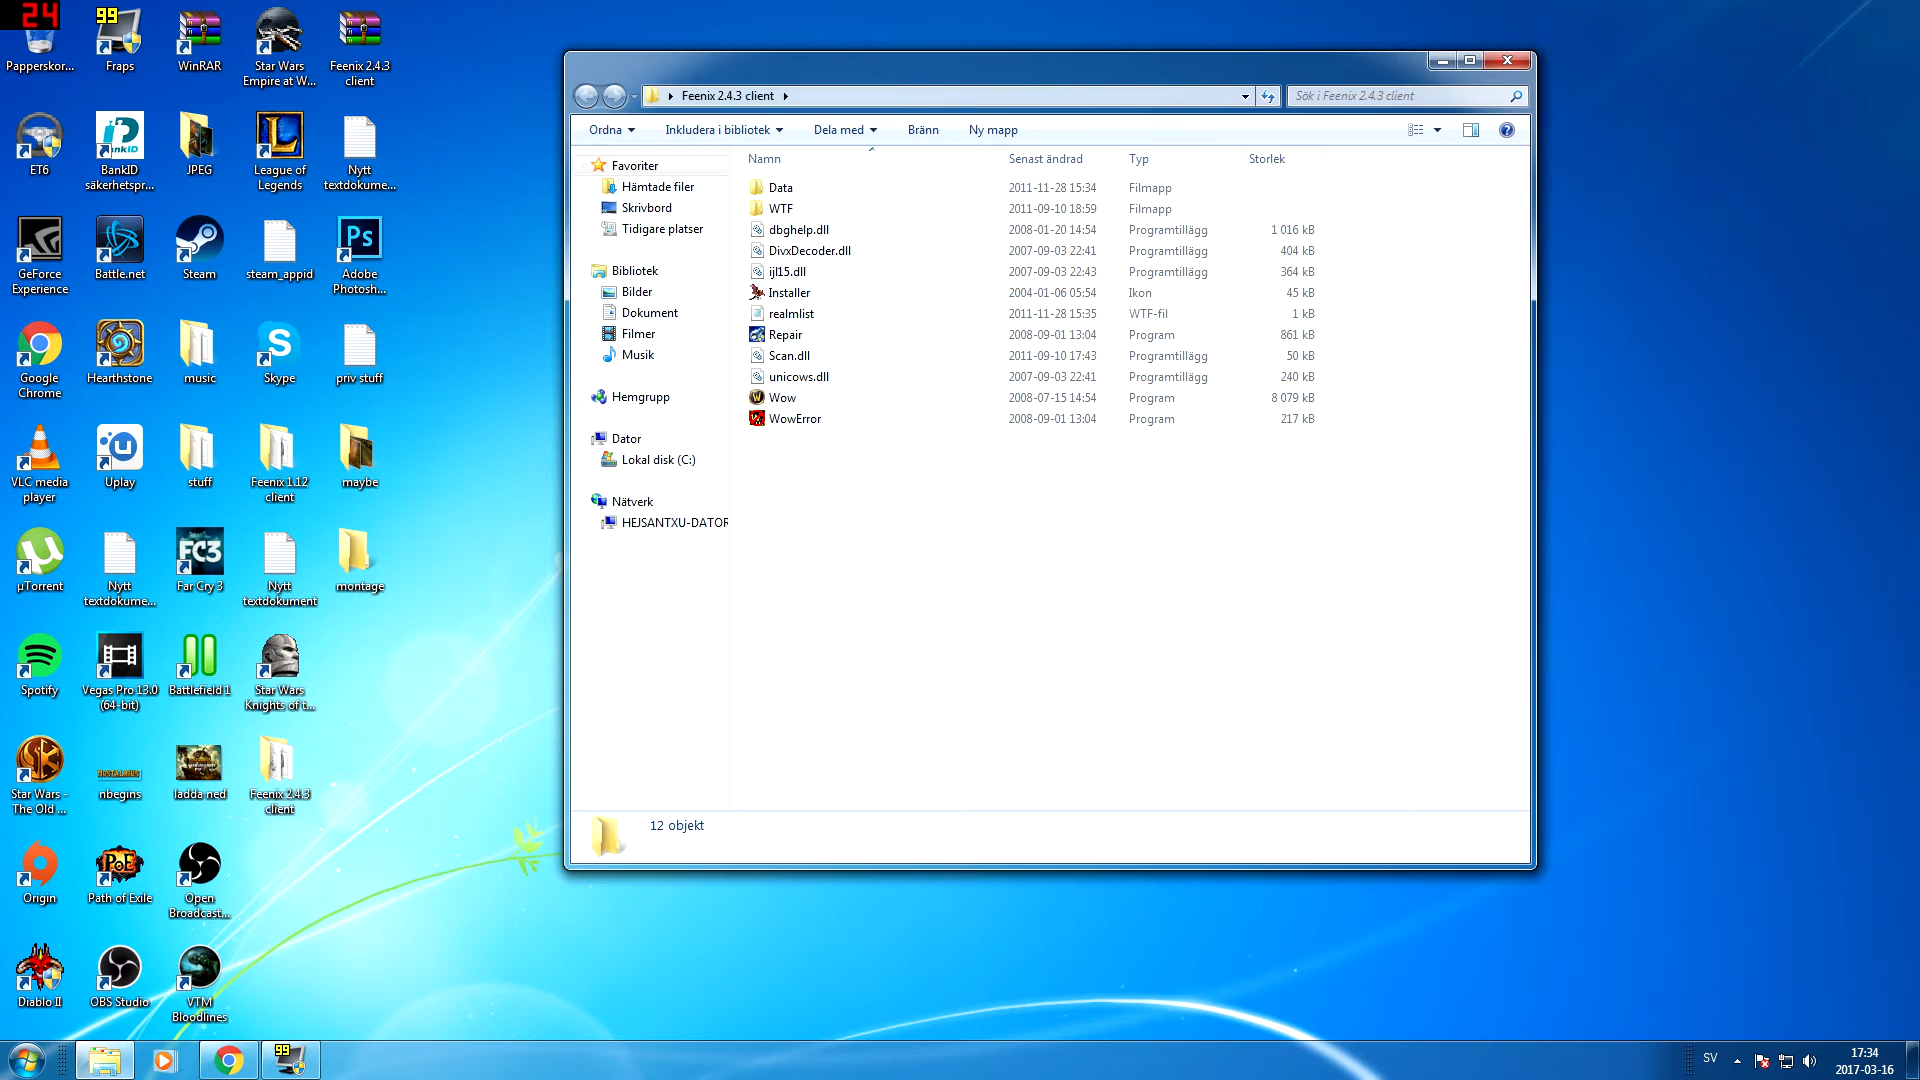 24
99
Papperskor...
Fraps
WinRAR
Star Wars
Empire at W...
Feenix 2.4.3
client
ET6
BankID
säkerhetspr...
JPEG
League of
Legends
Nytt
textdokume...
GeForce
Experience
Battle.net
Steam
steam_appid
Ps
Adobe
Photosh...
Google
Chrome
Hearthstone
music
Skype
priv stuff
VLC media
player
Uplay
stuff
Feenix 1.12
client
maybe
µTorrent
Nytt
textdokume...
FC3
Far Cry 3
Nytt
textdokument
montage
Spotify
Vegas Pro 13.0
(64-bit)
Battlefield 1
Star Wars
Knights of t...
Star Wars -
The Old ...
NOSTALRIUS
nbegins
ladda ned
Feenix 2.4.3
client
Origin
PoE
Path of Exile
Open
Broadcast...
Diablo II
OBS Studio
VTM
Bloodlines
Feenix 2.4.3 client
Sök i Feenix 2.4.3 client
Ordna
Inkludera i bibliotek
Dela med
Bränn
Ny mapp
Favoriter
Hämtade filer
Skrivbord
Tidigare platser
Bibliotek
Bilder
Dokument
Filmer
Musik
Hemgrupp
Dator
Lokal disk (C:)
Nätverk
HEJSANTXU-DATOR
Namn Senast ändrad Typ Storlek
Data 2011-11-28 15:34 Filmapp
WTF 2011-09-10 18:59 Filmapp
dbghelp.dll 2008-01-20 14:54 Programtillägg 1 016 kB
DivxDecoder.dll 2007-09-03 22:41 Programtillägg 404 kB
ijl15.dll 2007-09-03 22:43 Programtillägg 364 kB
Installer 2004-01-06 05:54 Ikon 45 kB
realmlist 2011-11-28 15:35 WTF-fil 1 kB
Repair 2008-09-01 13:04 Program 861 kB
Scan.dll 2011-09-10 17:43 Programtillägg 50 kB
unicows.dll 2007-09-03 22:41 Programtillägg 240 kB
Wow 2008-07-15 14:54 Program 8 079 kB
WowError 2008-09-01 13:04 Program 217 kB
12 objekt
99
SV
17:34
2017-03-16